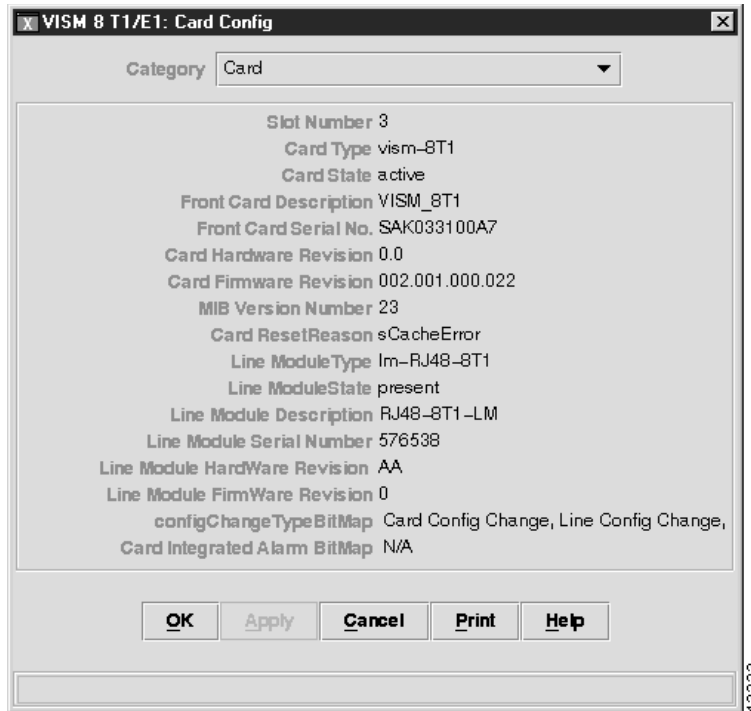 X VISM 8 T1/E1: Card Config X
Category Card
Slot Number 3
Card Type vism-8T1
Card State active
Front Card Description VISM_8T1
Front Card Serial No. SAK033100A7
Card Hardware Revision 0.0
Card Firmware Revision 002.001.000.022
MIB Version Number 23
Card ResetReason sCacheError
Line ModuleType lm-RJ48-8T1
Line ModuleState present
Line Module Description RJ48-8T1-LM
Line Module Serial Number 576538
Line Module HardWare Revision AA
Line Module FirmWare Revision 0
configChangeTypeBitMap Card Config Change, Line Config Change,
Card Integrated Alarm BitMap N/A
OK Apply Cancel Print Help